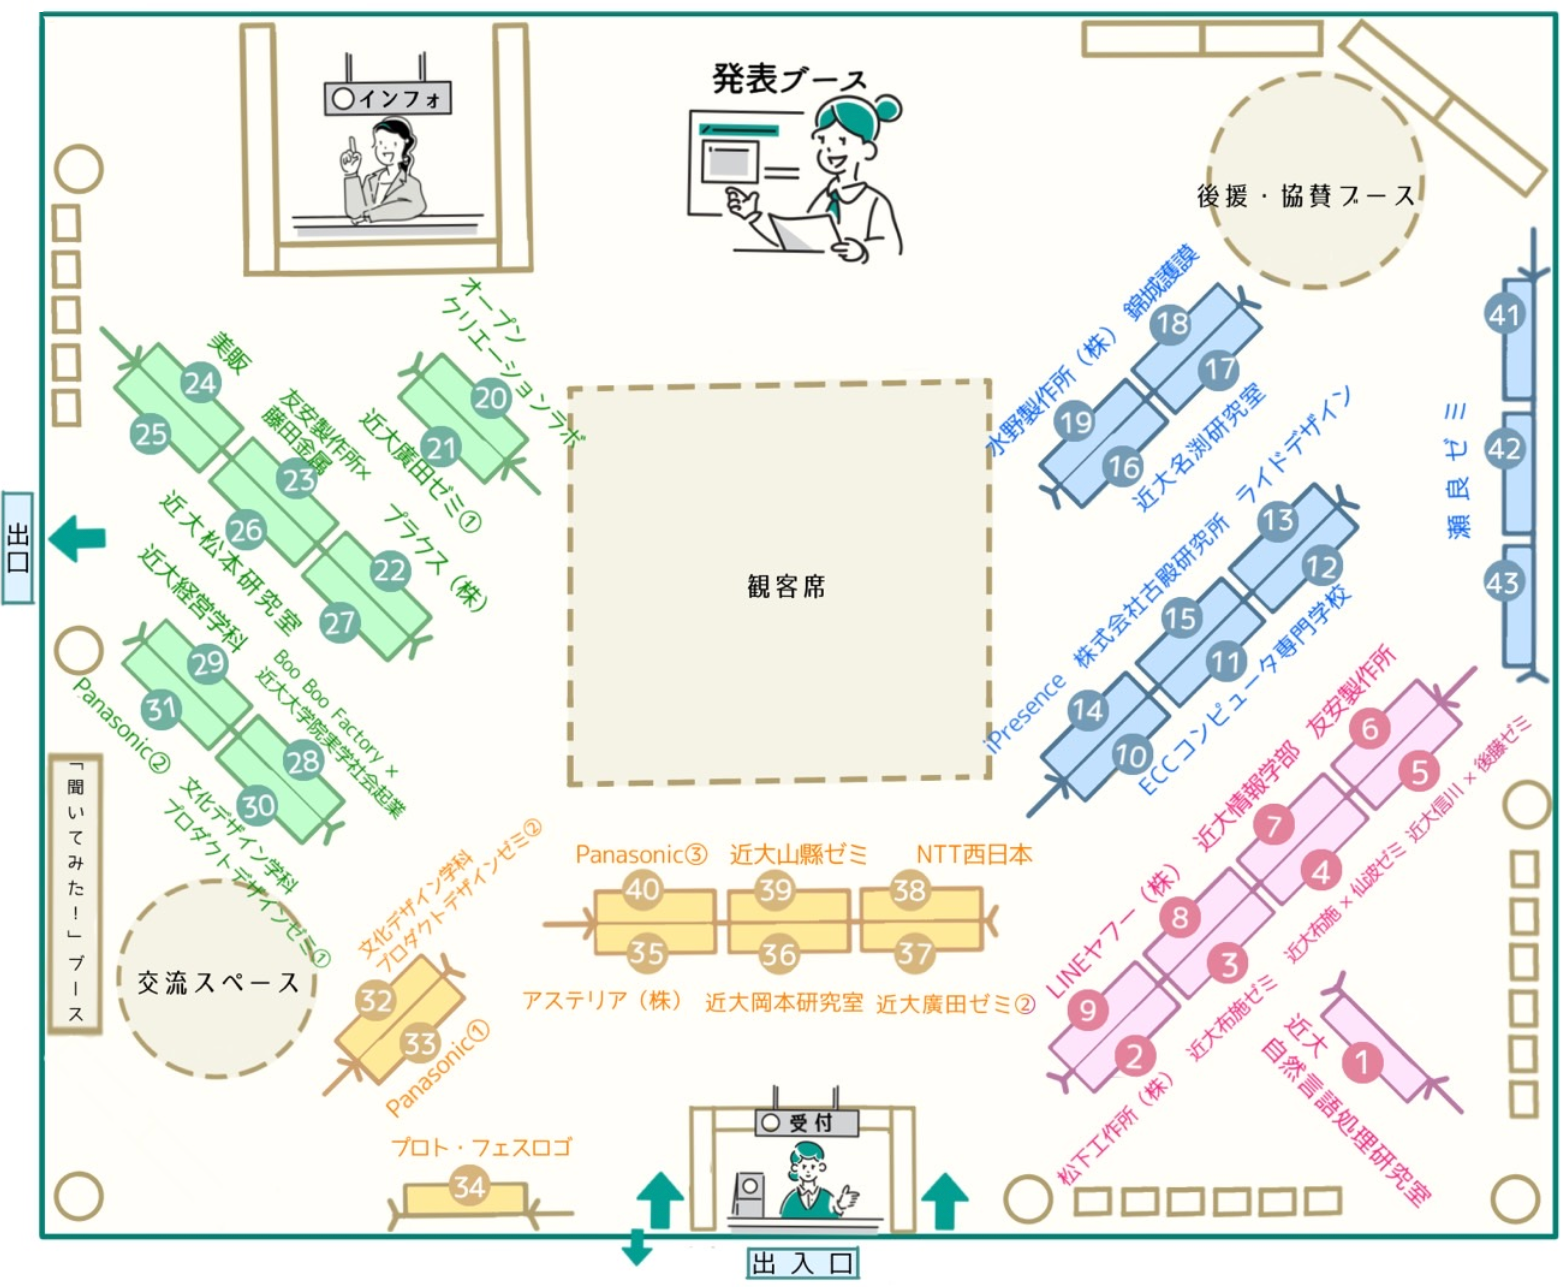 インフォ
発表ブース
後援・協賛ブース
オープン
クリエーションラボ
20
近大廣田ゼミ①
21
美販
24
25
友安製作所×
藤田金属
23
26
近大松本研究室
プラクス（株）
22
27
近大経営学科
29
31
Panasonic②
Boo Boo Factory ×
近大大学院実学社会起業
28
30
文化デザイン学科
プロダクトデザインゼミ①
錦城護謨
18
17
水野製作所（株）
19
16
近大名渕研究室
ライドデザイン
13
12
株式会社古殿研究所
15
11
iPresence
14
10
ECCコンピュータ専門学校
瀬良ゼミ
41
42
43
観客席
出口
友安製作所
6
5
近大信川×後藤ゼミ
近大情報学部
7
4
近大布施×仙波ゼミ
LINEヤフー（株）
8
3
近大布施ゼミ
9
2
松下工作所（株）
近大
自然言語処理研究室
1
「聞いてみた！」ブース
交流スペース
文化デザイン学科
プロダクトデザインゼミ②
32
33
Panasonic①
Panasonic③ 近大山縣ゼミ NTT西日本
40 39 38
35 36 37
アステリア（株） 近大岡本研究室 近大廣田ゼミ②
プロト・フェスロゴ
34
受付
出入口